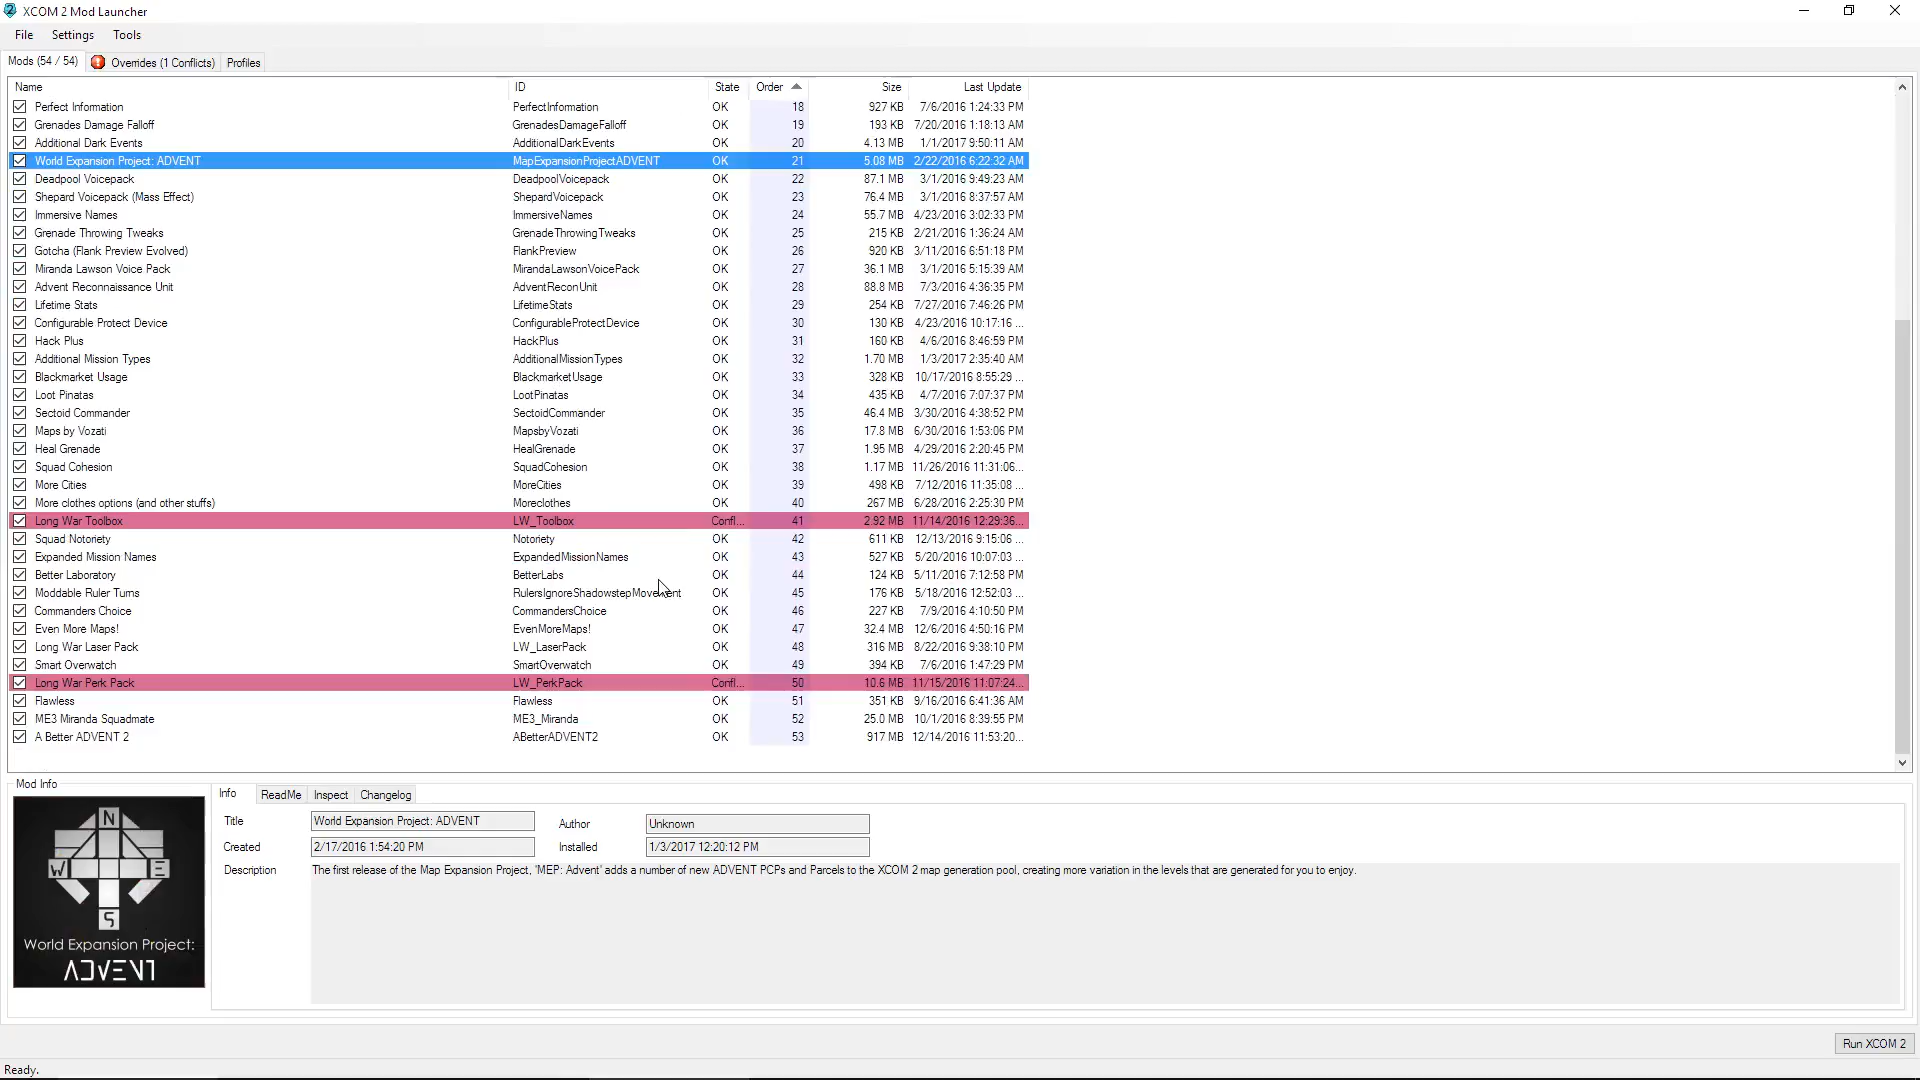 XCOM 2 Mod Launcher
File Settings Tools
Mods (54 / 54) Overrides (1 Conflicts) Profiles
Name ID State Order Size Last Update
Perfect Information PerfectInformation OK 18 927 KB 7/6/2016 1:24:33 PM
Grenades Damage Falloff GrenadesDamageFalloff OK 19 193 KB 7/20/2016 1:18:13 AM
Additional Dark Events AdditionalDarkEvents OK 20 4.13 MB 1/1/2017 9:50:11 AM
World Expansion Project: ADVENT MapExpansionProjectADVENT OK 21 5.08 MB 2/22/2016 6:22:32 AM
Deadpool Voicepack DeadpoolVoicepack OK 22 87.1 MB 3/1/2016 9:49:23 AM
Shepard Voicepack (Mass Effect) ShepardVoicepack OK 23 76.4 MB 3/1/2016 8:37:57 AM
Immersive Names ImmersiveNames OK 24 55.7 MB 4/23/2016 3:02:33 PM
Grenade Throwing Tweaks GrenadeThrowingTweaks OK 25 215 KB 2/21/2016 1:36:24 AM
Gotcha (Flank Preview Evolved) FlankPreview OK 26 920 KB 3/11/2016 6:51:18 PM
Miranda Lawson Voice Pack MirandaLawsonVoicePack OK 27 36.1 MB 3/1/2016 5:15:39 AM
Advent Reconnaissance Unit AdventReconUnit OK 28 88.8 MB 7/3/2016 4:36:35 PM
Lifetime Stats LifetimeStats OK 29 254 KB 7/27/2016 7:46:26 PM
Configurable Protect Device ConfigurableProtectDevice OK 30 130 KB 4/23/2016 10:17:16 ...
Hack Plus HackPlus OK 31 160 KB 4/6/2016 8:46:59 PM
Additional Mission Types AdditionalMissionTypes OK 32 1.70 MB 1/3/2017 2:35:40 AM
Blackmarket Usage BlackmarketUsage OK 33 328 KB 10/17/2016 8:55:29 ...
Loot Pinatas LootPinatas OK 34 435 KB 4/7/2016 7:07:37 PM
Sectoid Commander SectoidCommander OK 35 46.4 MB 3/30/2016 4:38:52 PM
Maps by Vozati MapsbyVozati OK 36 17.8 MB 6/30/2016 1:53:06 PM
Heal Grenade HealGrenade OK 37 1.95 MB 4/29/2016 2:20:45 PM
Squad Cohesion SquadCohesion OK 38 1.17 MB 11/26/2016 11:31:06...
More Cities MoreCities OK 39 498 KB 7/12/2016 11:35:08 ...
More clothes options (and other stuffs) Moreclothes OK 40 267 MB 6/28/2016 2:25:30 PM
Long War Toolbox LW_Toolbox Confl... 41 2.92 MB 11/14/2016 12:29:36...
Squad Notoriety Notoriety OK 42 611 KB 12/13/2016 9:15:06 ...
Expanded Mission Names ExpandedMissionNames OK 43 527 KB 5/20/2016 10:07:03 ...
Better Laboratory BetterLabs OK 44 124 KB 5/11/2016 7:12:58 PM
Moddable Ruler Turns RulersIgnoreShadowstepMovement OK 45 176 KB 5/18/2016 12:52:03 ...
Commanders Choice CommandersChoice OK 46 227 KB 7/9/2016 4:10:50 PM
Even More Maps! EvenMoreMaps! OK 47 32.4 MB 12/6/2016 4:50:16 PM
Long War Laser Pack LW_LaserPack OK 48 316 MB 8/22/2016 9:38:10 PM
Smart Overwatch SmartOverwatch OK 49 394 KB 7/6/2016 1:47:29 PM
Long War Perk Pack LW_PerkPack Confl... 50 10.6 MB 11/15/2016 11:07:24...
Flawless Flawless OK 51 351 KB 9/16/2016 6:41:36 AM
ME3 Miranda Squadmate ME3_Miranda OK 52 25.0 MB 10/1/2016 8:39:55 PM
A Better ADVENT 2 ABetterADVENT2 OK 53 917 MB 12/14/2016 11:53:20...
Mod Info
N
W E
S
World Expansion Project:
ADVENT
Info ReadMe Inspect Changelog
Title World Expansion Project: ADVENT Author Unknown
Created 2/17/2016 1:54:20 PM Installed 1/3/2017 12:20:12 PM
Description The first release of the Map Expansion Project, 'MEP: Advent' adds a number of new ADVENT PCPs and Parcels to the XCOM 2 map generation pool, creating more variation in the levels that are generated for you to enjoy.
Run XCOM 2
Ready.